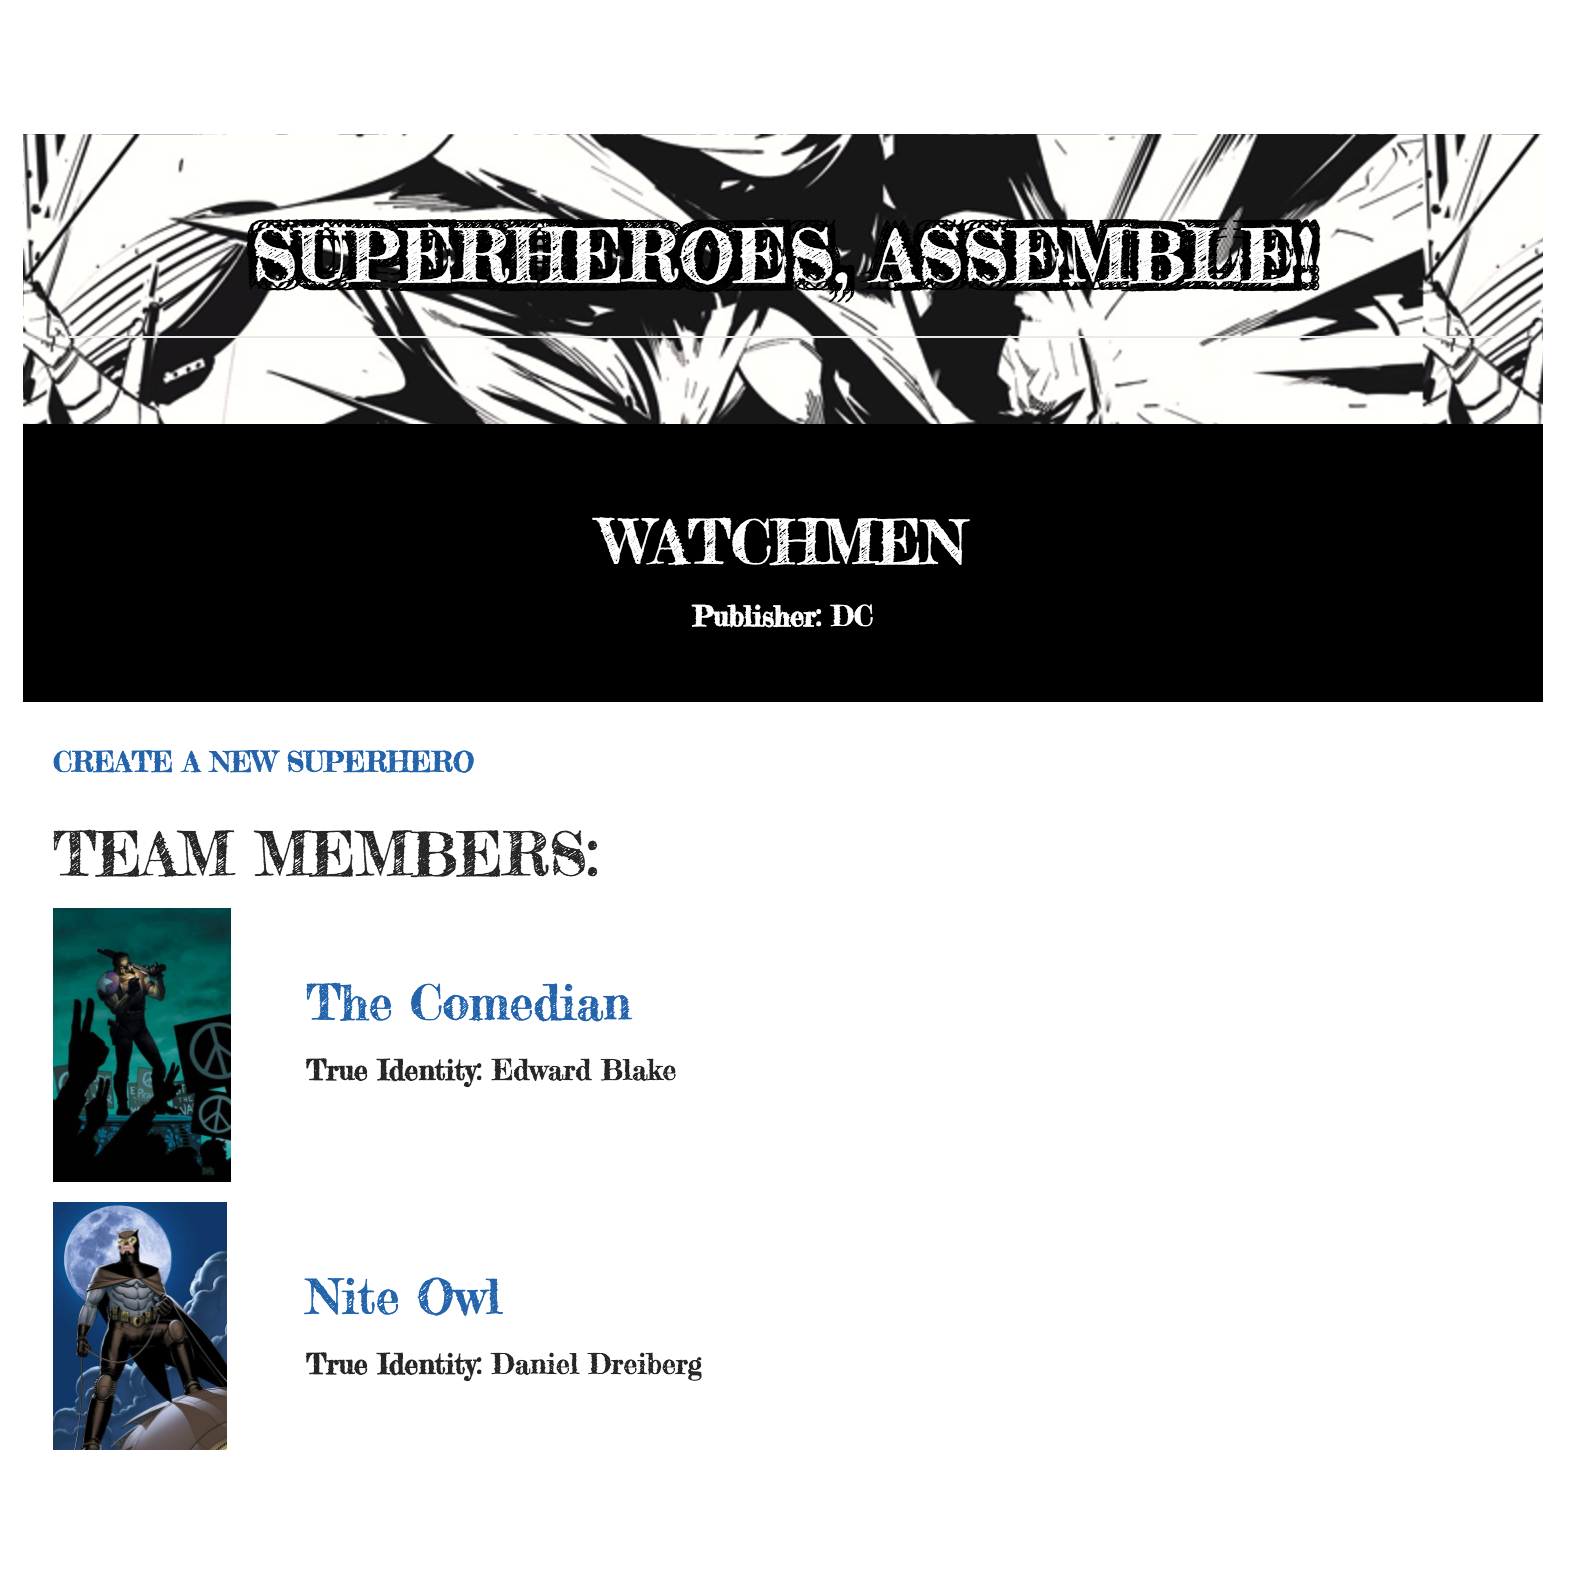 SUPERHEROES, ASSEMBLE!
WATCHMEN
Publisher: DC
CREATE A NEW SUPERHERO
TEAM MEMBERS:
The Comedian
True Identity: Edward Blake
Nite Owl
True Identity: Daniel Dreiberg